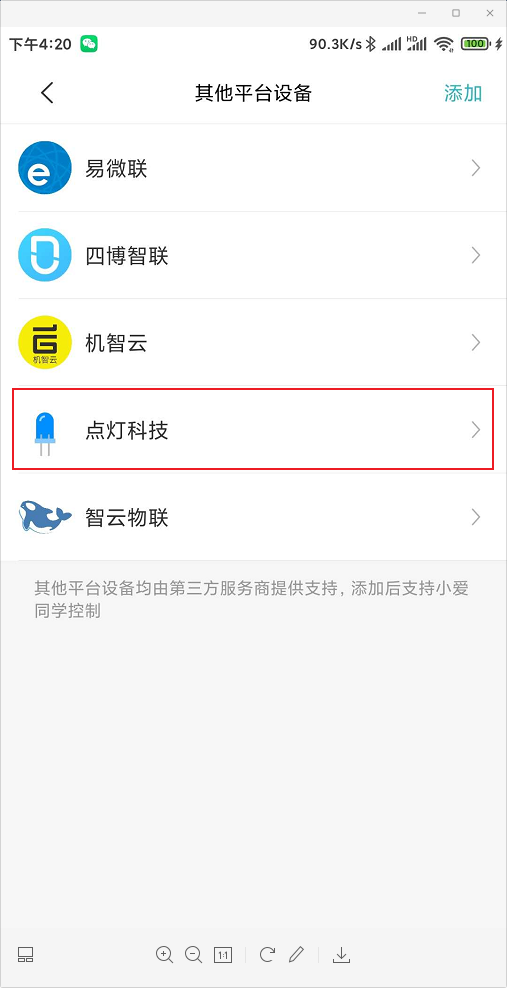 下午4:20
90.3K/s
HD
100
其他平台设备
添加
易微联
四博智联
机智云
机智云
点灯科技
智云物联
其他平台设备均由第三方服务商提供支持，添加后支持小爱
同学控制
1:1